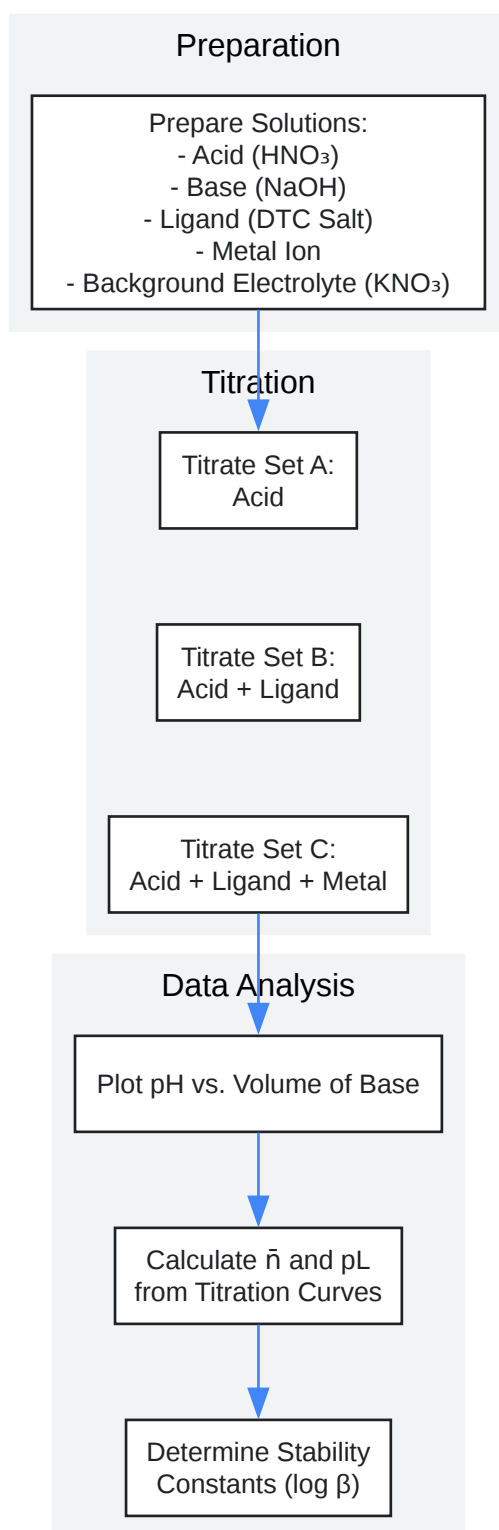 Preparation
Prepare Solutions:
- Acid (HNO₃)
- Base (NaOH)
- Ligand (DTC Salt)
- Metal Ion
- Background Electrolyte (KNO₃)
Titration
Titrate Set A:
Acid
Titrate Set B:
Acid + Ligand
Titrate Set C:
Acid + Ligand + Metal
Data Analysis
Plot pH vs. Volume of Base
Calculate n̄ and pL
from Titration Curves
Determine Stability
Constants (log β)